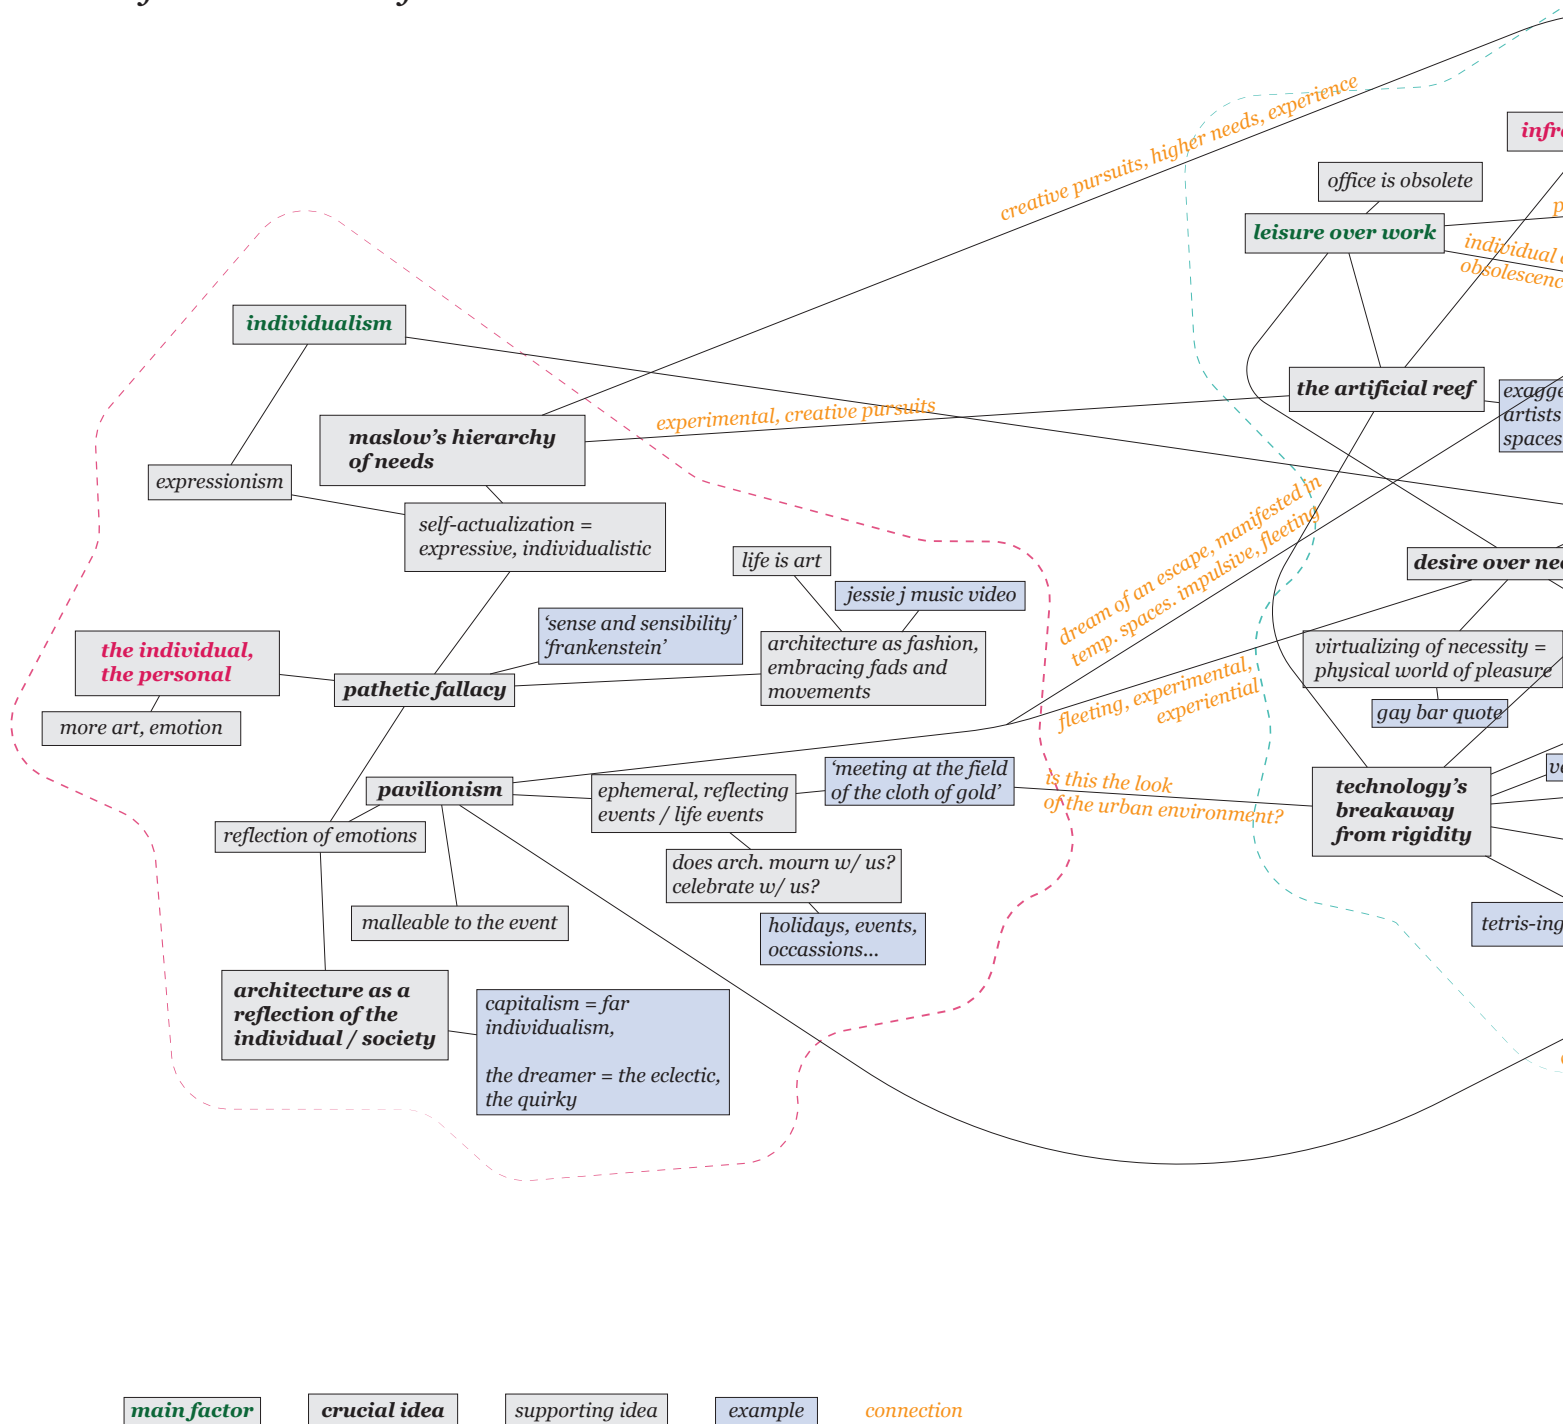 creative pursuits, higher needs, experience
office is obsolete
leisure over work
individual
obsolescenc
individualism
the artificial reef
exagge
artists
spaces
experimental, creative pursuits
maslow's hierarchy
of needs
expressionism
self-actualization =
expressive, individualistic
dream of an escape, manifested in
temp. spaces. impulsive, fleeting
life is art
jessie j music video
desire over nec
'sense and sensibility'
'frankenstein'
architecture as fashion,
embracing fads and
movements
virtualizing of necessity =
physical world of pleasure
the individual,
the personal
pathetic fallacy
more art, emotion
fleeting, experimental,
experiential
gay bar quote
pavilionism
ephemeral, reflecting
events / life events
'meeting at the field
of the cloth of gold'
is this the look
of the urban environment?
technology's
breakaway
from rigidity
ve
reflection of emotions
does arch. mourn w/ us?
celebrate w/ us?
malleable to the event
holidays, events,
occassions...
tetris-ing
architecture as a
reflection of the
individual / society
capitalism = far
individualism,
the dreamer = the eclectic,
the quirky
main factor
crucial idea
supporting idea
example
connection